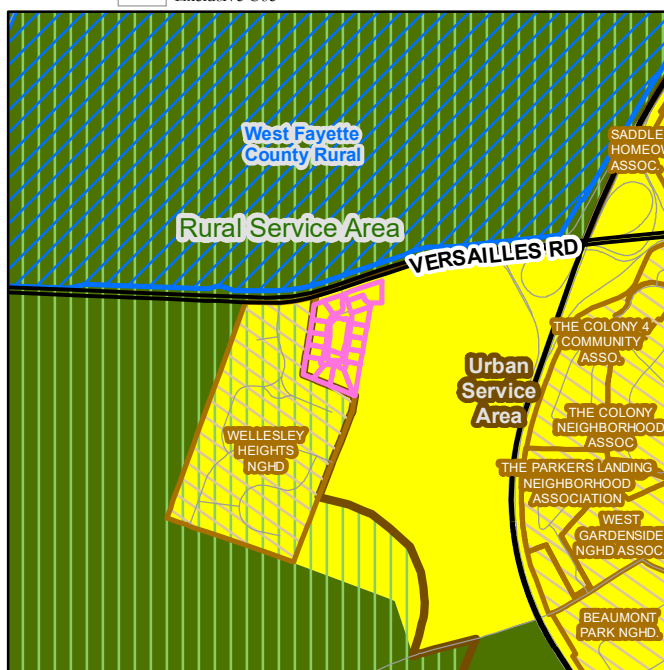 West Fayette
County Rural
SADDLE
HOMEOW
ASSOC.
Rural Service Area
VERSAILLES RD
THE COLONY 4
COMMUNITY
ASSO.
Urban
Service
Area
THE COLONY
NEIGHBORHOOD
ASSOC
WELLESLEY
HEIGHTS
NGHD
THE PARKERS LANDING
NEIGHBORHOOD
ASSOCIATION
WEST
GARDENSIDE
NGHD ASSOC.
BEAUMONT
PARK NGHD.